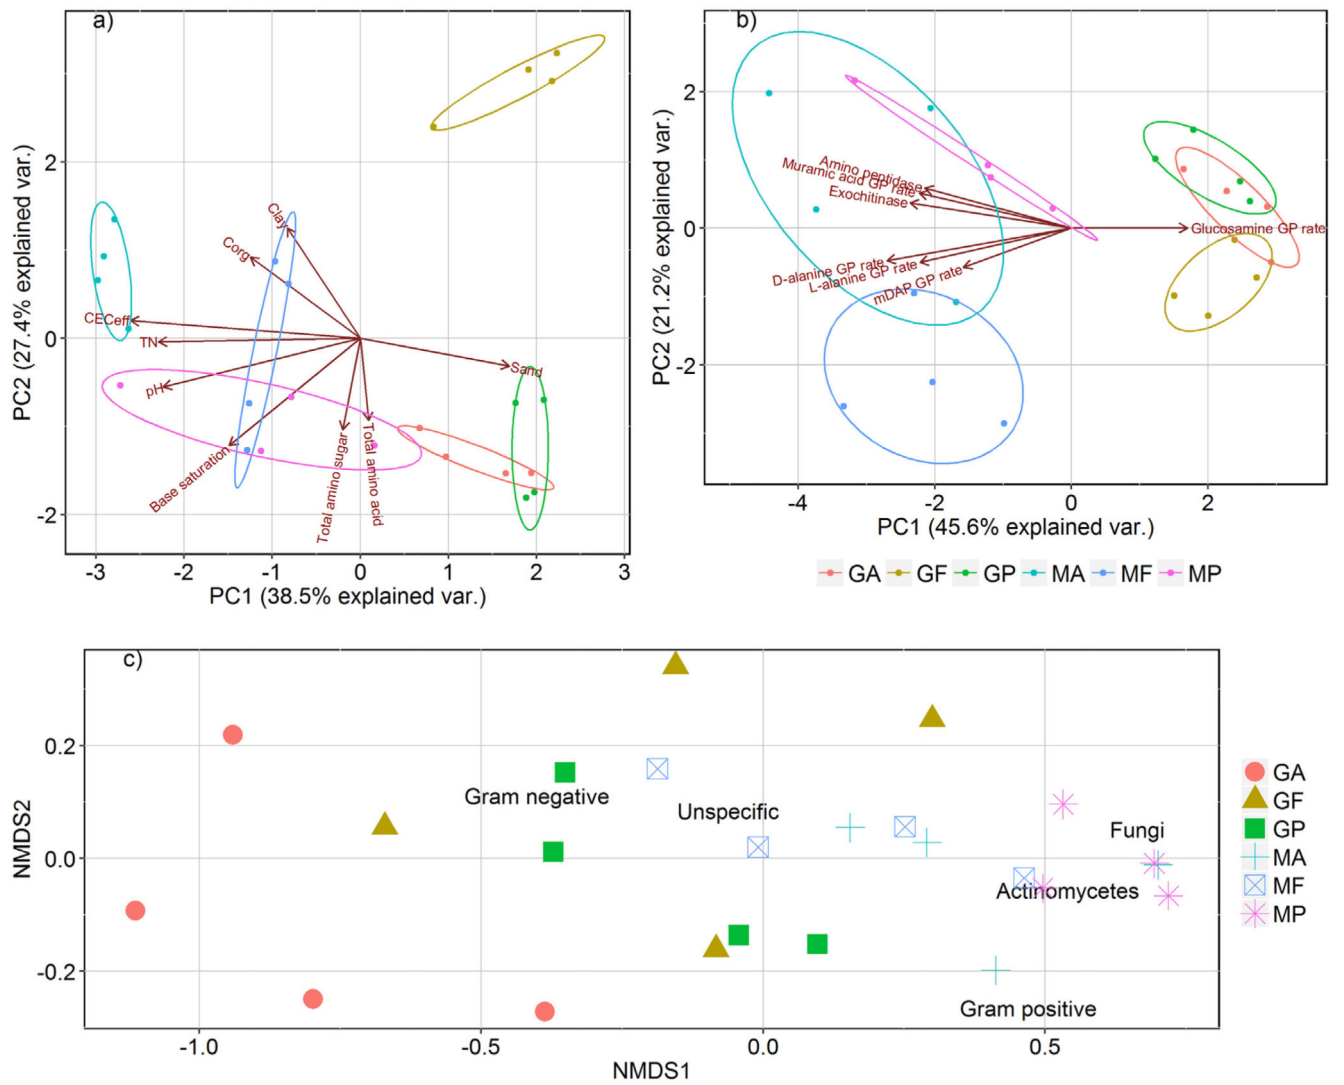 a)
PC2 (27.4% explained var.)
2
0
-2
Clay
Corg
CECeff
TN
pH
Base saturation
Total amino sugar
Total amino acid
Sand
-3 -2 -1 0 1 2 3
PC1 (38.5% explained var.)
b)
PC2 (21.2% explained var.)
2
0
-2
Amino peptidase
Muramic acid GP rate
Exochitinase
Glucosamine GP rate
D-alanine GP rate
L-alanine GP rate
mDAP GP rate
-4 -2 0 2
PC1 (45.6% explained var.)
GA GF GP MA MF MP
c)
NMDS2
0.2
0.0
-0.2
Gram negative
Unspecific
Fungi
Actinomycetes
Gram positive
-1.0 -0.5 0.0 0.5
NMDS1
GA
GF
GP
MA
MF
MP